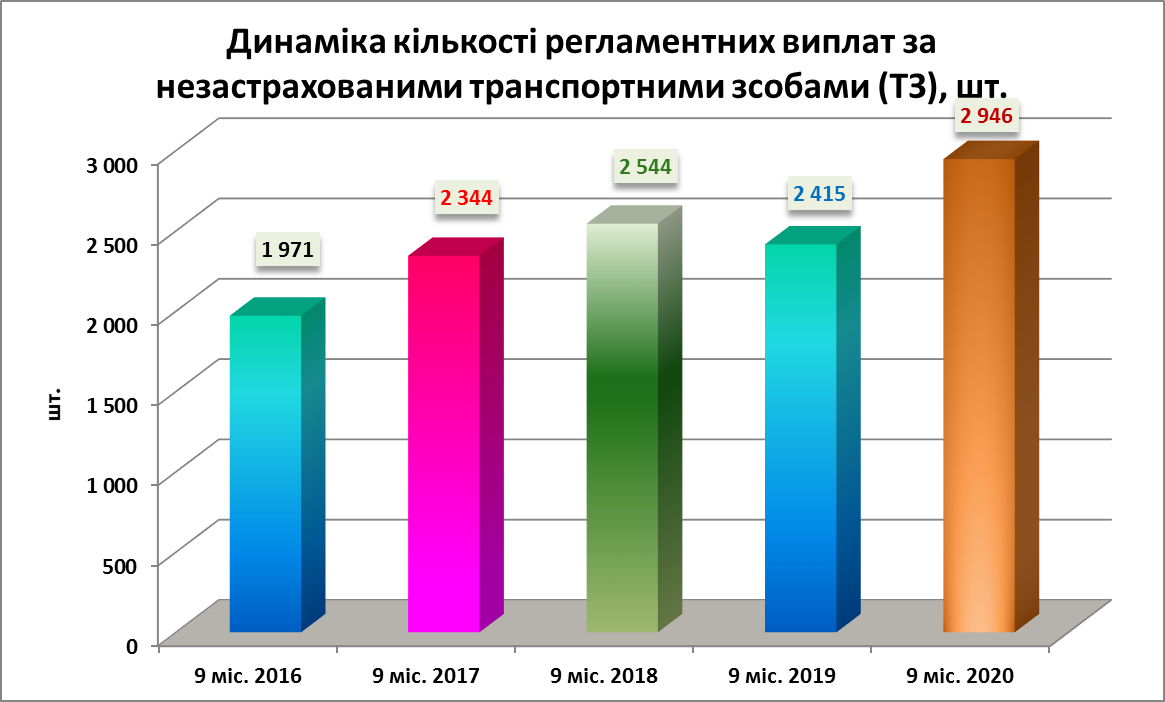 Динаміка кількості регламентних виплат за
незастрахованими транспортними зсобами (ТЗ), шт.
2 946
3 000
2 544
2 415
2 344
2 500
1 971
2 000
1 500
шт.
1 000
500
0
9 міс. 2016
9 міс. 2017
9 міс. 2018
9 міс. 2019
9 міс. 2020